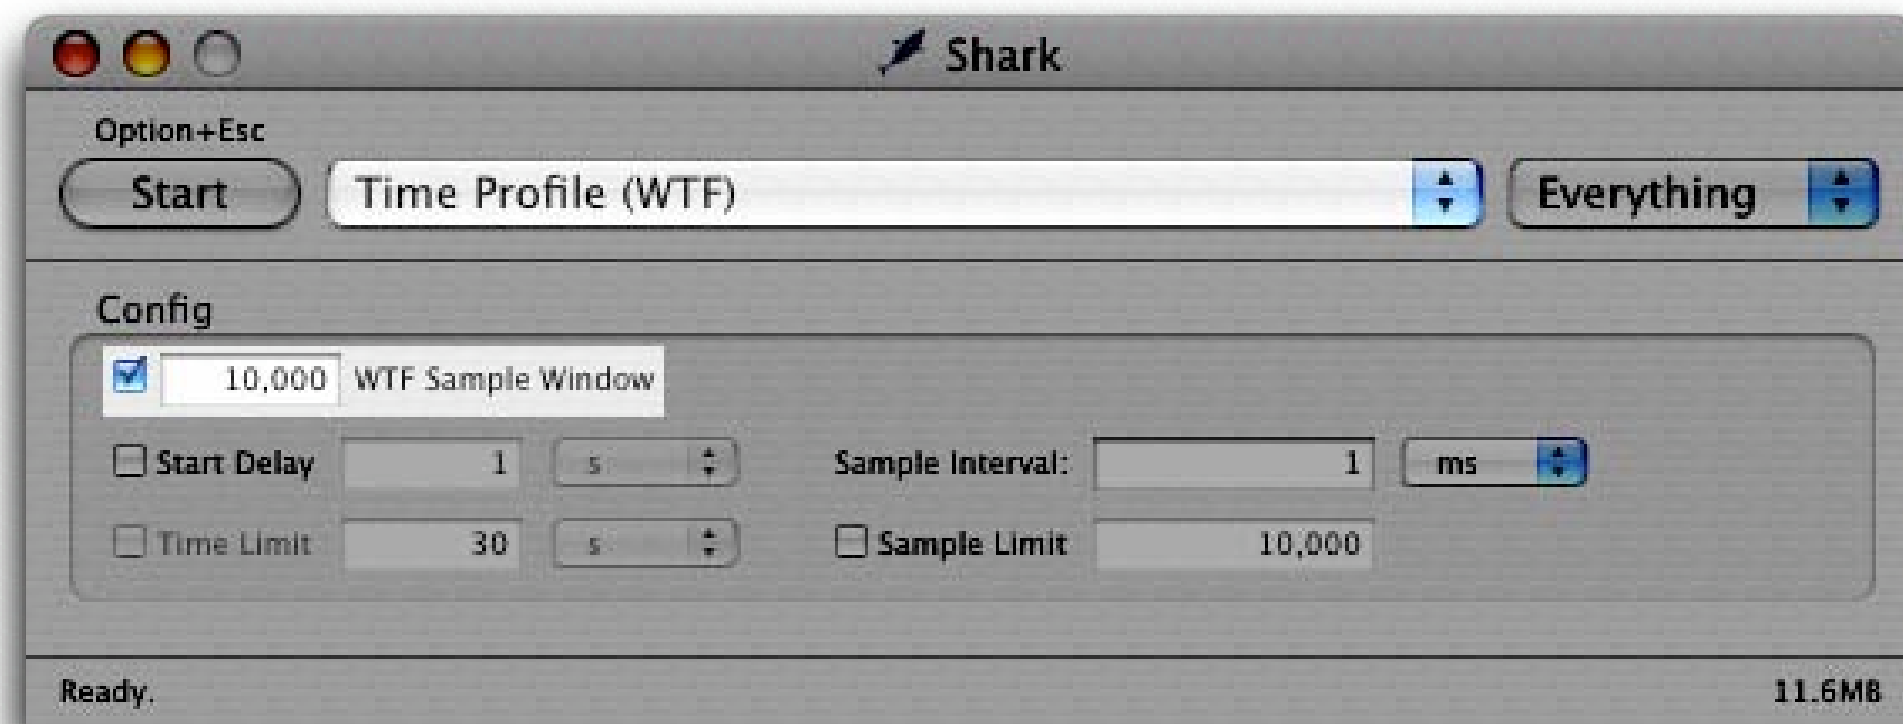 Shark
Option+Esc
Start Time Profile (WTF) Everything
Config
10,000 WTF Sample Window
Start Delay 1 s Sample Interval: 1 ms
Time Limit 30 s Sample Limit 10,000
Ready. 11.6MB